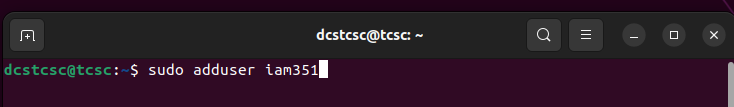 dcstcsc@tcsc: ~
dcstcsc@tcsc:~$ sudo adduser iam351